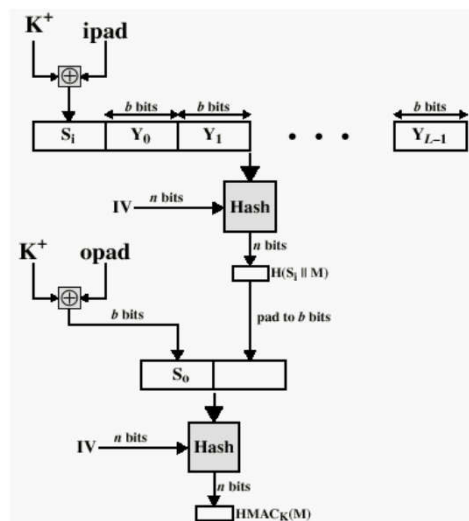 K+ ipad
b bits b bits b bits
Si Y0 Y1 • • • YL–1
IV n bits Hash
n bits
K+ opad
H(Si || M)
b bits pad to b bits
So
IV n bits Hash
n bits
HMACK(M)